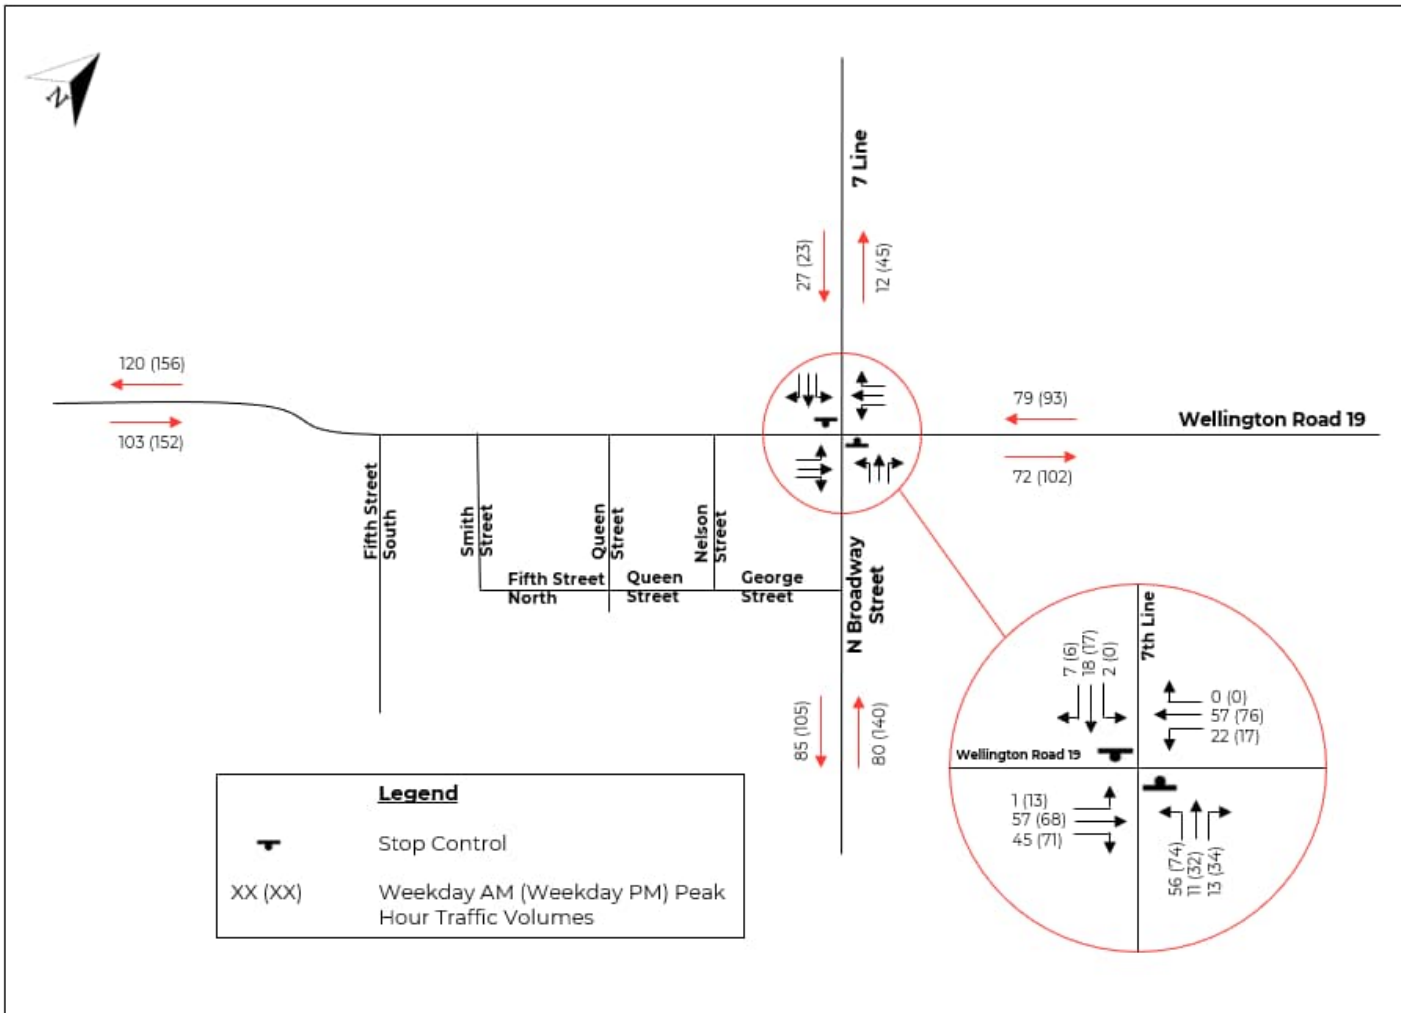 N
7 Line
27 (23)
12 (45)
120 (156)
103 (152)
79 (93)
72 (102)
Wellington Road 19
Fifth Street
South
Smith
Street
Queen
Street
Nelson
Street
Fifth Street
North
Queen
Street
George
Street
N Broadway
Street
85 (105)
80 (140)
7th Line
7 (6)
18 (17)
2 (0)
0 (0)
57 (76)
22 (17)
Wellington Road 19
1 (13)
57 (68)
45 (71)
56 (74)
11 (32)
13 (34)
Legend
Stop Control
XX (XX)
Weekday AM (Weekday PM) Peak
Hour Traffic Volumes